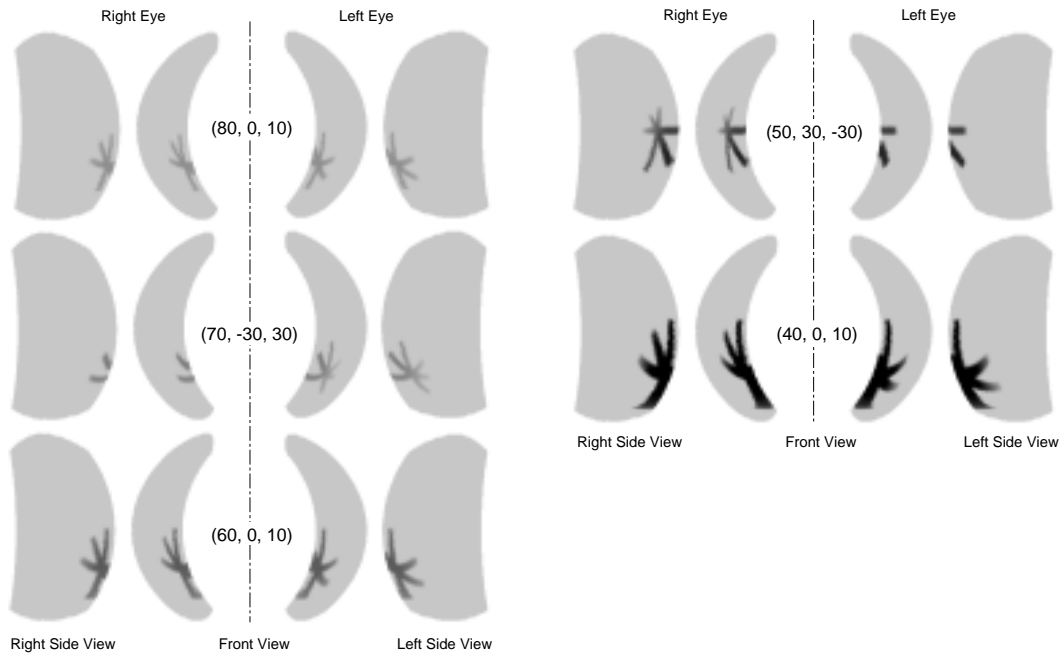 Right Eye Left Eye
(80, 0, 10)
(70, -30, 30)
(60, 0, 10)
Right Side View Front View Left Side View
Right Eye Left Eye
(50, 30, -30)
(40, 0, 10)
Right Side View Front View Left Side View